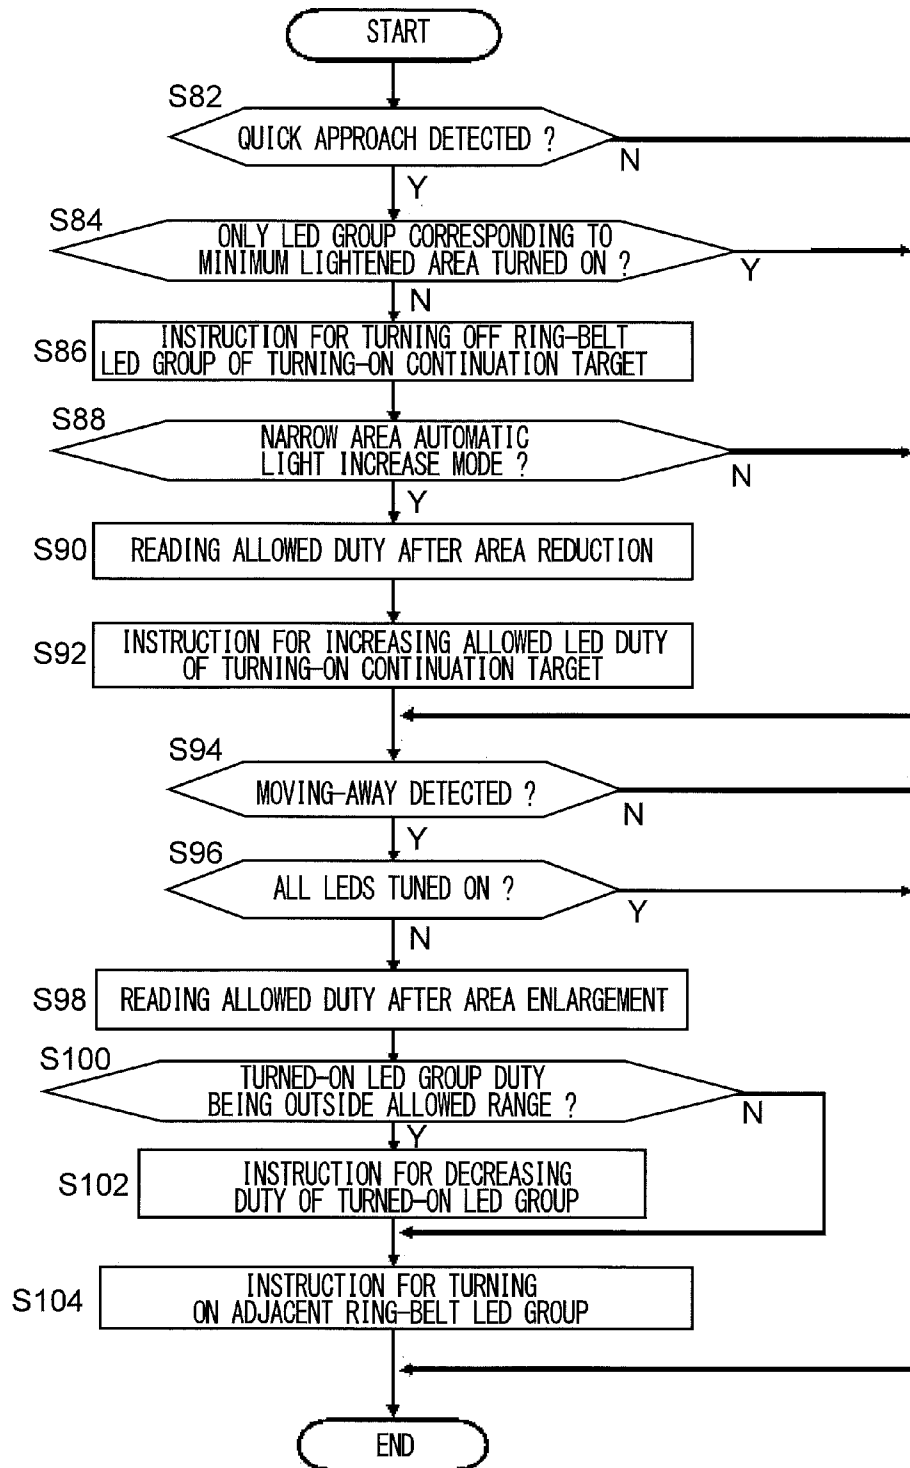 START
S82
QUICK APPROACH DETECTED ?
N
Y
S84
ONLY LED GROUP CORRESPONDING TO
MINIMUM LIGHTENED AREA TURNED ON ?
Y
N
S86
INSTRUCTION FOR TURNING OFF RING-BELT
LED GROUP OF TURNING-ON CONTINUATION TARGET
S88
NARROW AREA AUTOMATIC
LIGHT INCREASE MODE ?
N
Y
S90
READING ALLOWED DUTY AFTER AREA REDUCTION
S92
INSTRUCTION FOR INCREASING ALLOWED LED DUTY
OF TURNING-ON CONTINUATION TARGET
S94
MOVING-AWAY DETECTED ?
N
Y
S96
ALL LEDS TUNED ON ?
Y
N
S98
READING ALLOWED DUTY AFTER AREA ENLARGEMENT
S100
TURNED-ON LED GROUP DUTY
BEING OUTSIDE ALLOWED RANGE ?
N
Y
S102
INSTRUCTION FOR DECREASING
DUTY OF TURNED-ON LED GROUP
S104
INSTRUCTION FOR TURNING
ON ADJACENT RING-BELT LED GROUP
END